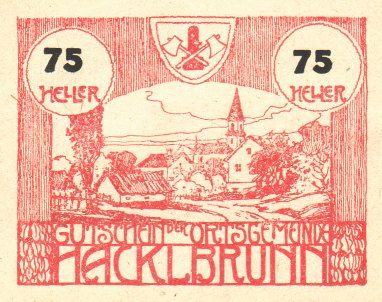 75 75
HELLER HELLER
GUTSCHEIN DER ORTSGEMEINDE
HACKLBRUNN